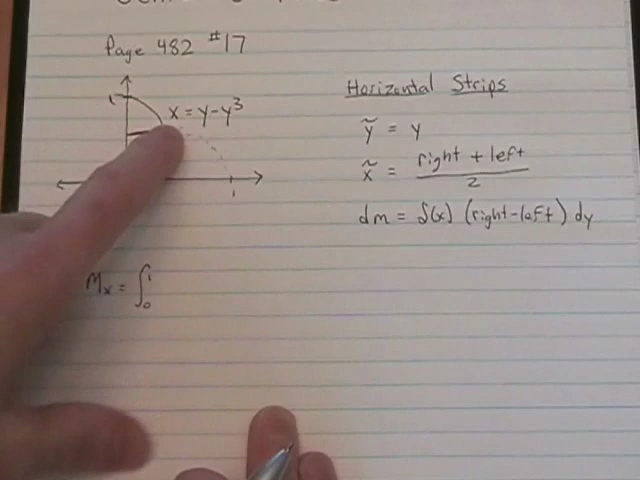 Page 482 #17
1
x = y - y³
1
Horizontal Strips
ỹ = y
x̃ = right + left / 2
dm = δ(x) (right - left) dy
Mx = ∫₀¹